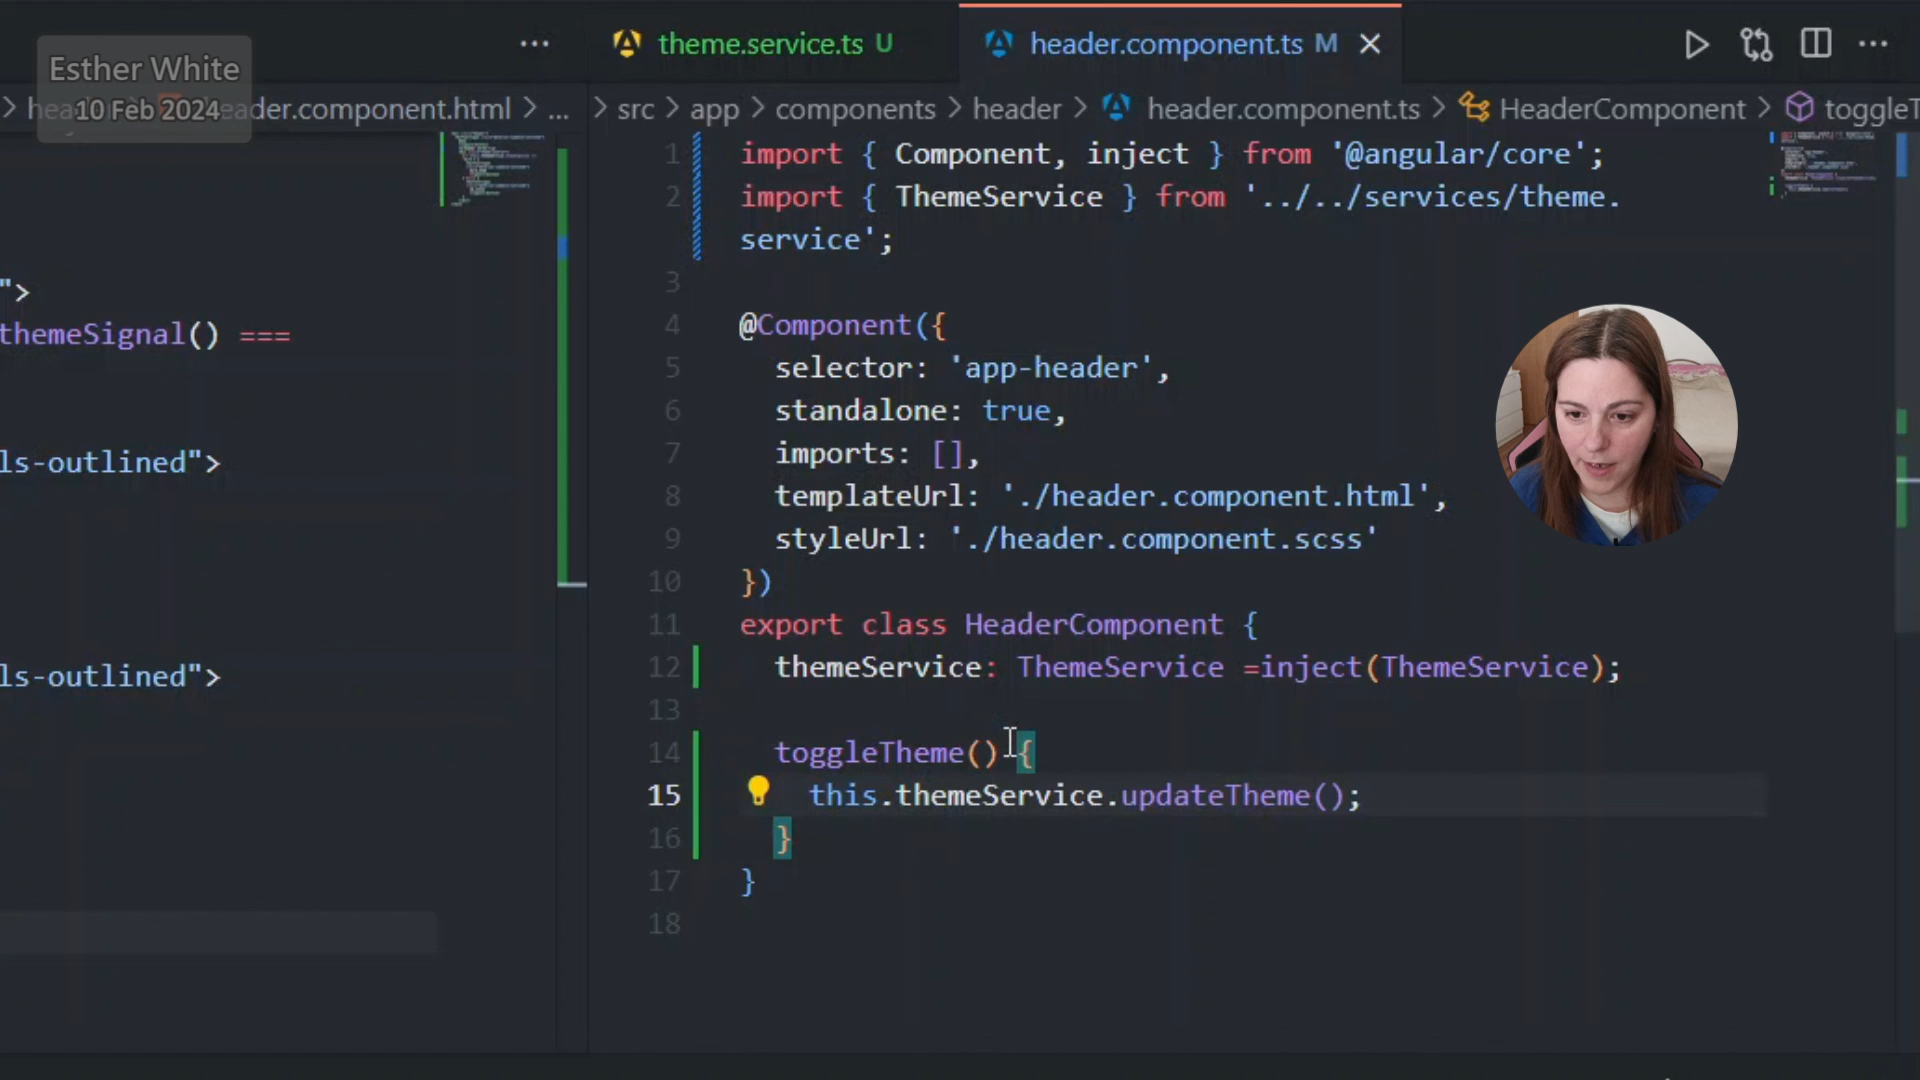 Esther White
10 Feb 2024
theme.service.ts U
header.component.ts M
header.component.html > ...
> src > app > components > header > header.component.ts > HeaderComponent > toggleT
">
themeSignal() ===
ls-outlined">
ls-outlined">
1 import { Component, inject } from '@angular/core';
2 import { ThemeService } from '../../services/theme.
service';
3
4 @Component({
5 selector: 'app-header',
6 standalone: true,
7 imports: [],
8 templateUrl: './header.component.html',
9 styleUrl: './header.component.scss'
10 })
11 export class HeaderComponent {
12 themeService: ThemeService =inject(ThemeService);
13
14 toggleTheme() {
15 this.themeService.updateTheme();
16 }
17 }
18